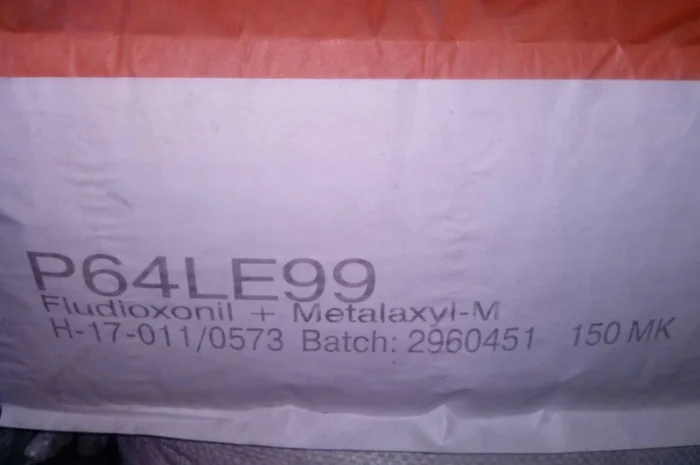 P64LE99
Fludioxonil + Metalaxyl-M
H-17-011/0573 Batch: 2960451 150 MK